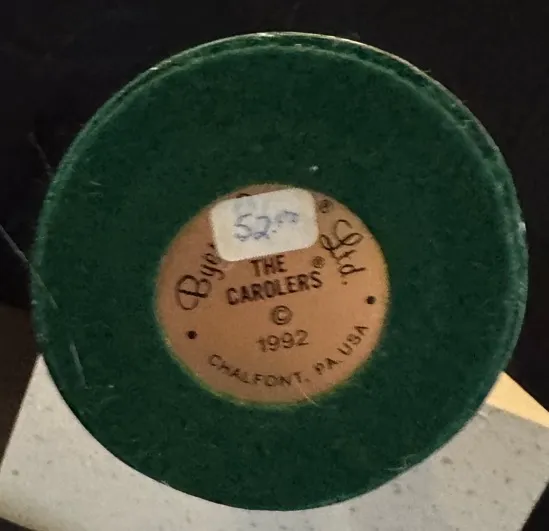 52.00
® Ltd.
THE
CAROLERS®
©
1992
CHALFONT, PA. USA